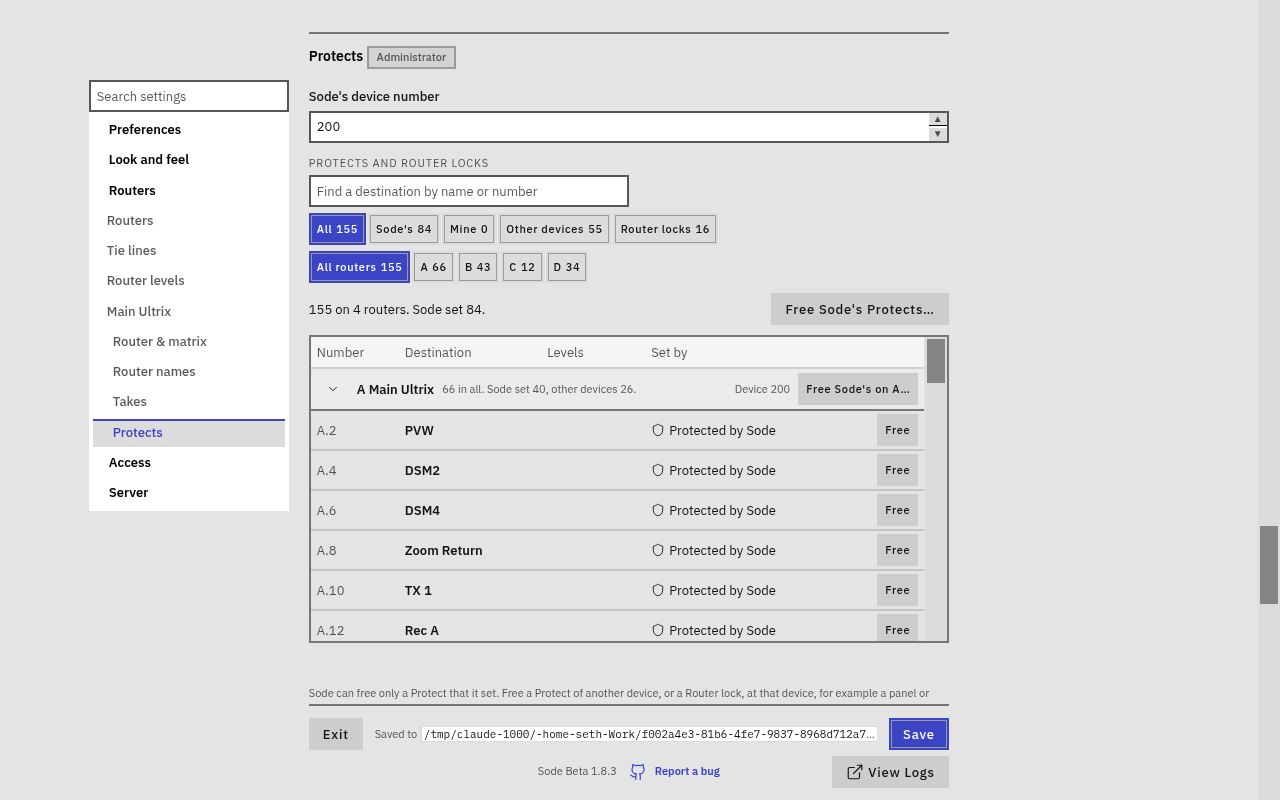 Protects Administrator
Search settings
Preferences
Look and feel
Routers
Routers
Tie lines
Router levels
Main Ultrix
Router & matrix
Router names
Takes
Protects
Access
Server
Sode's device number
200
PROTECTS AND ROUTER LOCKS
Find a destination by name or number
All 155 Sode's 84 Mine 0 Other devices 55 Router locks 16
All routers 155 A 66 B 43 C 12 D 34
155 on 4 routers. Sode set 84. Free Sode's Protects...
Number Destination Levels Set by
A Main Ultrix 66 in all. Sode set 40, other devices 26. Device 200 Free Sode's on A...
A.2 PVW Protected by Sode Free
A.4 DSM2 Protected by Sode Free
A.6 DSM4 Protected by Sode Free
A.8 Zoom Return Protected by Sode Free
A.10 TX 1 Protected by Sode Free
A.12 Rec A Protected by Sode Free
Sode can free only a Protect that it set. Free a Protect of another device, or a Router lock, at that device, for example a panel or
Exit Saved to /tmp/claude-1000/-home-seth-Work/f002a4e3-81b6-4fe7-9837-8968d712a7... Save
Sode Beta 1.8.3 Report a bug View Logs